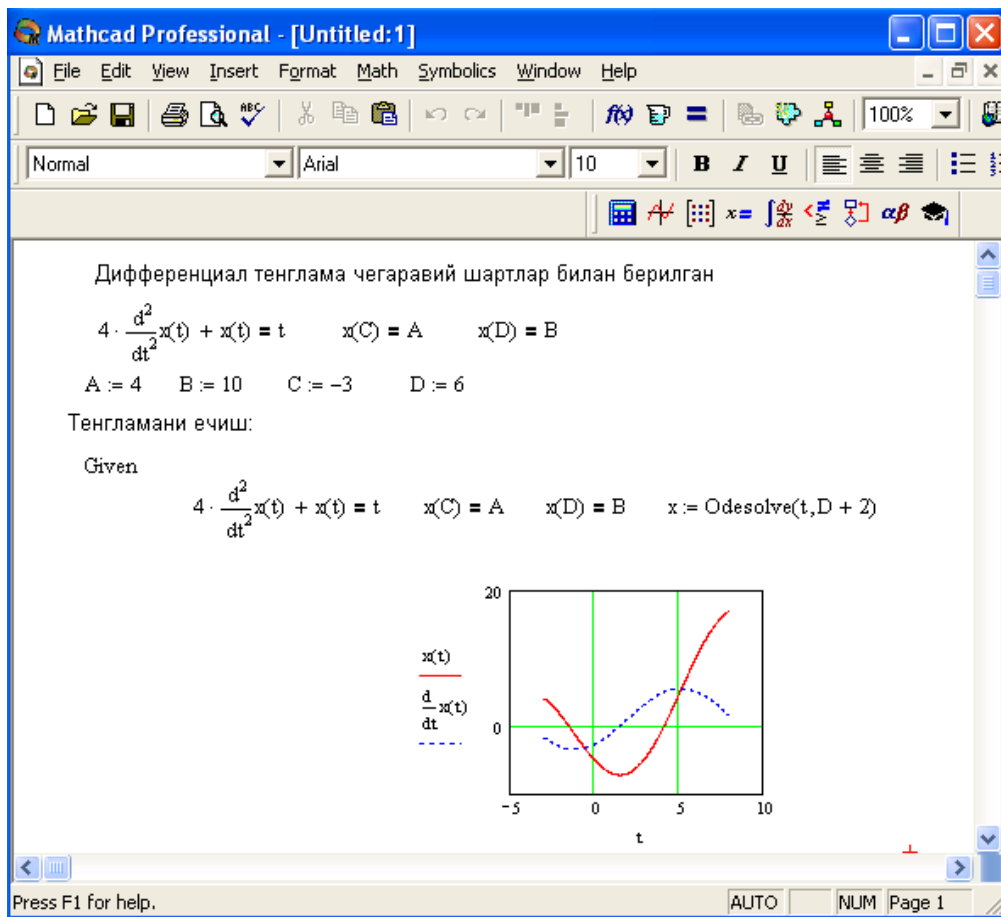 Mathcad Professional - [Untitled:1]
File Edit View Insert Format Math Symbolics Window Help
100%
Normal Arial 10 B I U
Дифференциал тенглама чегаравий шартлар билан берилган
4 · d²/dt² x(t) + x(t) = t x(C) = A x(D) = B
A := 4 B := 10 C := −3 D := 6
Тенгламани ечиш:
Given
4 · d²/dt² x(t) + x(t) = t x(C) = A x(D) = B x := Odesolve(t,D + 2)
20
x(t)
d/dt x(t)
0
−5 0 5 10
t
Press F1 for help. AUTO NUM Page 1